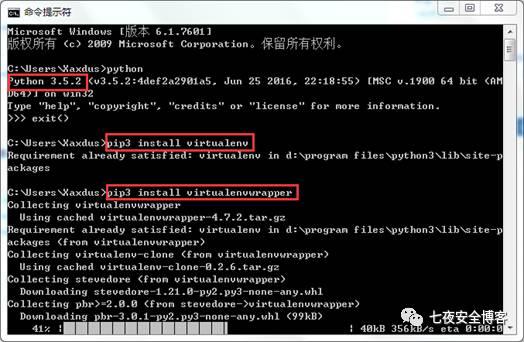 命令提示符
Microsoft Windows [版本 6.1.7601]
版权所有 (c) 2009 Microsoft Corporation。保留所有权利。
C:\Users\Xaxdus>python
Python 3.5.2 (v3.5.2:4def2a2901a5, Jun 25 2016, 22:18:55) [MSC v.1900 64 bit (AM
D64)] on win32
Type "help", "copyright", "credits" or "license" for more information.
>>> exit()
C:\Users\Xaxdus>pip3 install virtualenv
Requirement already satisfied: virtualenv in d:\program files\python3\lib\site-p
ackages
C:\Users\Xaxdus>pip3 install virtualenvwrapper
Collecting virtualenvwrapper
Using cached virtualenvwrapper-4.7.2.tar.gz
Requirement already satisfied: virtualenv in d:\program files\python3\lib\site-p
ackages (from virtualenvwrapper)
Collecting virtualenv-clone (from virtualenvwrapper)
Using cached virtualenv-clone-0.2.6.tar.gz
Collecting stevedore (from virtualenvwrapper)
Downloading stevedore-1.21.0-py2.py3-none-any.whl
Collecting pbr>=2.0.0 (from stevedore->virtualenvwrapper)
Downloading pbr-3.0.1-py2.py3-none-any.whl (99kB)
41% | | 40kB 356kB/s eta 0:00:0
七夜安全博客